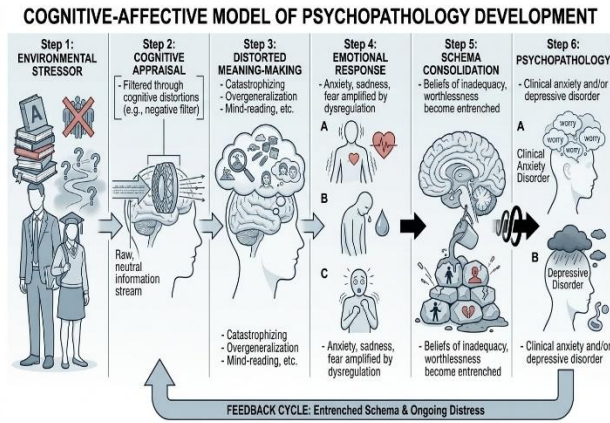 COGNITIVE-AFFECTIVE MODEL OF PSYCHOPATHOLOGY DEVELOPMENT
Step 1:
ENVIRONMENTAL
STRESSOR
A
Step 2:
COGNITIVE
APPRAISAL
- Filtered through
cognitive distortions
(e.g., negative filter)
Raw,
neutral
information
stream
Step 3:
DISTORTED
MEANING-MAKING
- Catastrophizing
- Overgeneralization
- Mind-reading, etc.
- Catastrophizing
- Overgeneralization
- Mind-reading, etc.
Step 4:
EMOTIONAL
RESPONSE
- Anxiety, sadness,
fear amplified by
dysregulation
A
B
C
- Anxiety, sadness,
fear amplified by
dysregulation
Step 5:
SCHEMA
CONSOLIDATION
- Beliefs of inadequacy,
worthlessness
become entrenched
- Beliefs of inadequacy,
worthlessness
become entrenched
Step 6:
PSYCHOPATHOLOGY
- Clinical anxiety and/or
depressive disorder
A
worry
worry
worry
worry
Clinical
Anxiety
Disorder
B
Depressive
Disorder
- Clinical anxiety and/or
depressive disorder
FEEDBACK CYCLE: Entrenched Schema & Ongoing Distress